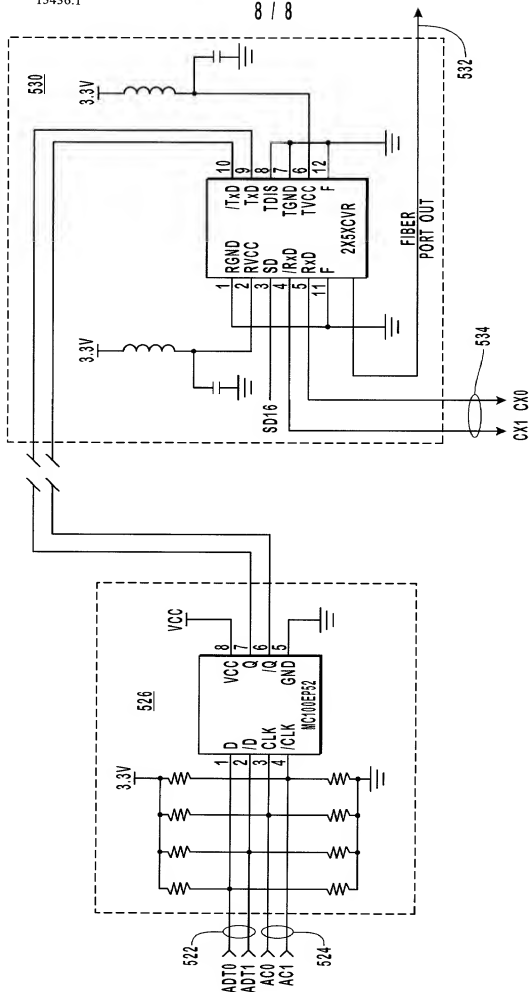 15436.1
8 / 8
530
3.3V
532
10
9
8
7
6
12
/TxD
TxD
TDIS
TGND
TVCC
F
2X5XCVR
RGND
RVCC
SD
/RxD
RxD
F
1
2
3
4
5
11
3.3V
SD16
FIBER
PORT OUT
534
CX1 CX0
526
VCC
8
7
6
5
VCC
Q
/Q
GND
MC100EP52
D
/D
CLK
/CLK
1
2
3
4
3.3V
522
524
ADT0
ADT1
AC0
AC1